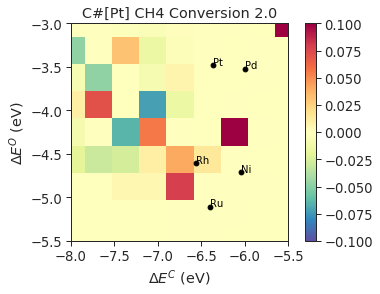 C#[Pt] CH4 Conversion 2.0
−3.0
−3.5
−4.0
−4.5
−5.0
−5.5
ΔE^O (eV)
Pt
Pd
Rh
Ni
Ru
−8.0 −7.5 −7.0 −6.5 −6.0 −5.5
ΔE^C (eV)
0.100
0.075
0.050
0.025
0.000
−0.025
−0.050
−0.075
−0.100